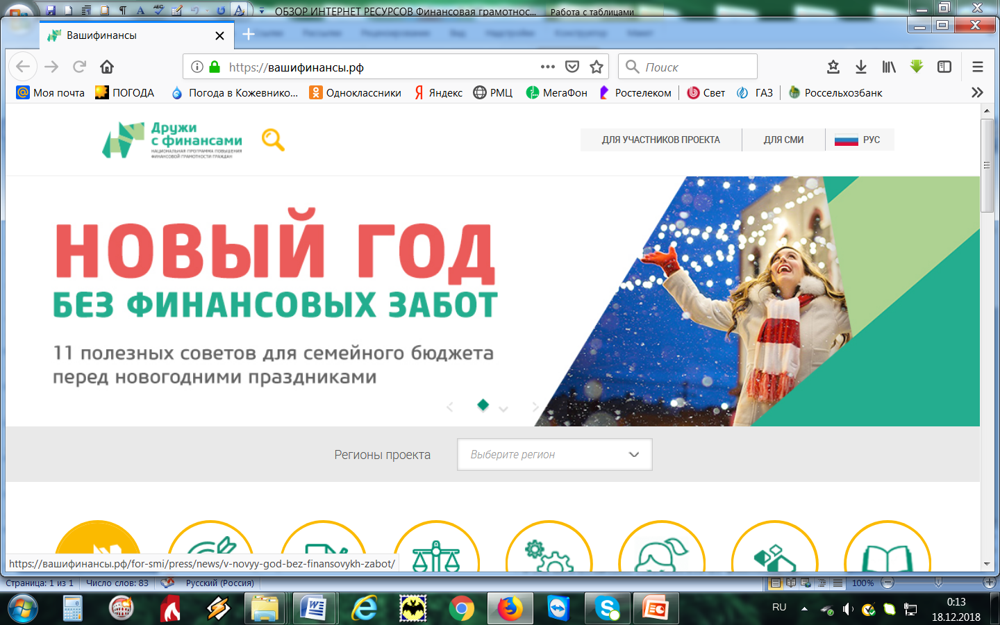 ОБЗОР ИНТЕРНЕТ РЕСУРСОВ Финансовая грамотнос...
Работа с таблицами
Вашифинансы
https://вашифинансы.рф
Поиск
Моя почта
ПОГОДА
Погода в Кожевнико...
Одноклассники
Яндекс
РМЦ
МегаФон
Ростелеком
Свет
ГАЗ
Россельхозбанк
Дружи
с финансами
НАЦИОНАЛЬНАЯ ПРОГРАММА ПОВЫШЕНИЯ
ФИНАНСОВОЙ ГРАМОТНОСТИ ГРАЖДАН
ДЛЯ УЧАСТНИКОВ ПРОЕКТА
ДЛЯ СМИ
РУС
НОВЫЙ ГОД
БЕЗ ФИНАНСОВЫХ ЗАБОТ
11 полезных советов для семейного бюджета
перед новогодними праздниками
Регионы проекта
Выберите регион
https://вашифинансы.рф/for-smi/press/news/v-novyy-god-bez-finansovykh-zabot/
Страница: 1 из 1
Число слов: 83
Русский (Россия)
100%
RU
0:13
18.12.2018